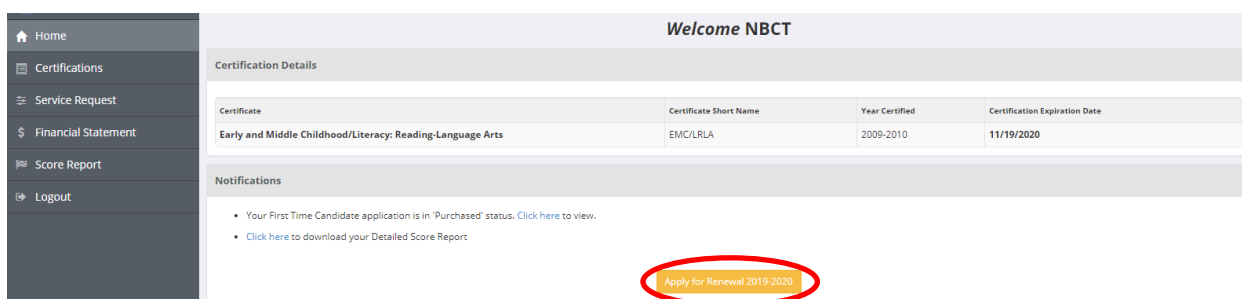 Welcome NBCT
Home
Certifications
Service Request
$ Financial Statement
Score Report
Logout
Certification Details
Certificate Certificate Short Name Year Certified Certification Expiration Date
Early and Middle Childhood/Literacy: Reading-Language Arts EMC/LRLA 2009-2010 11/19/2020
Notifications
• Your First Time Candidate application is in 'Purchased' status. Click here to view.
• Click here to download your Detailed Score Report
Apply for Renewal 2019-2020